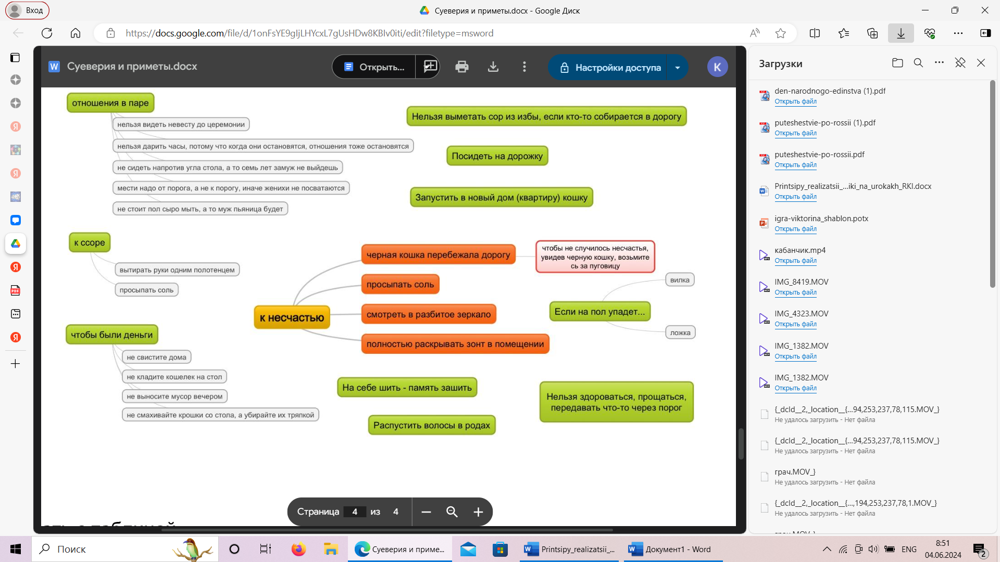 Вход
Суеверия и приметы.docx - Google Диск
https://docs.google.com/file/d/1onFsYE9gIjLHYcxL7gUsHDw8KBIv0iti/edit?filetype=msword
Суеверия и приметы.docx
Открыть...
Настройки доступа
K
отношения в паре
нельзя видеть невесту до церемонии
нельзя дарить часы, потому что когда они остановятся, отношения тоже остановятся
не сидеть напротив угла стола, а то семь лет замуж не выйдешь
мести надо от порога, а не к порогу, иначе женихи не посватаются
не стоит пол сыро мыть, а то муж пьяница будет
Нельзя выметать сор из избы, если кто-то собирается в дорогу
Посидеть на дорожку
Запустить в новый дом (квартиру) кошку
к ссоре
вытирать руки одним полотенцем
просыпать соль
к несчастью
черная кошка перебежала дорогу
чтобы не случилось несчастья,
увидев черную кошку, возьмите
сь за пуговицу
просыпать соль
смотреть в разбитое зеркало
полностью раскрывать зонт в помещении
Если на пол упадет...
вилка
ложка
чтобы были деньги
не свистите дома
не кладите кошелек на стол
не выносите мусор вечером
не смахивайте крошки со стола, а убирайте их тряпкой
На себе шить - память зашить
Распустить волосы в родах
Нельзя здороваться, прощаться,
передавать что-то через порог
Страница 4 из 4
Загрузки
den-narodnogo-edinstva (1).pdf
Открыть файл
puteshestvie-po-rossii (1).pdf
Открыть файл
puteshestvie-po-rossii.pdf
Открыть файл
Printsipy_realizatsii_...iki_na_urokakh_RKI.docx
Открыть файл
igra-viktorina_shablon.potx
Открыть файл
кабанчик.mp4
Открыть файл
IMG_8419.MOV
Открыть файл
IMG_4323.MOV
Открыть файл
IMG_1382.MOV
Открыть файл
IMG_1382.MOV
Открыть файл
{_dcld__2,_location__{...94,253,237,78,115.MOV_}
Не удалось загрузить - Нет файла
{_dcld__2,_location__{...94,253,237,78,115.MOV_}
Не удалось загрузить - Нет файла
грач.MOV_}
Не удалось загрузить - Нет файла
{_dcld__2,_location__{...,194,253,237,78,1.MOV_}
Не удалось загрузить - Нет файла
Поиск
Суеверия и приме...
Printsipy_realizatsii_...
Документ1 - Word
ENG
8:51
04.06.2024
2